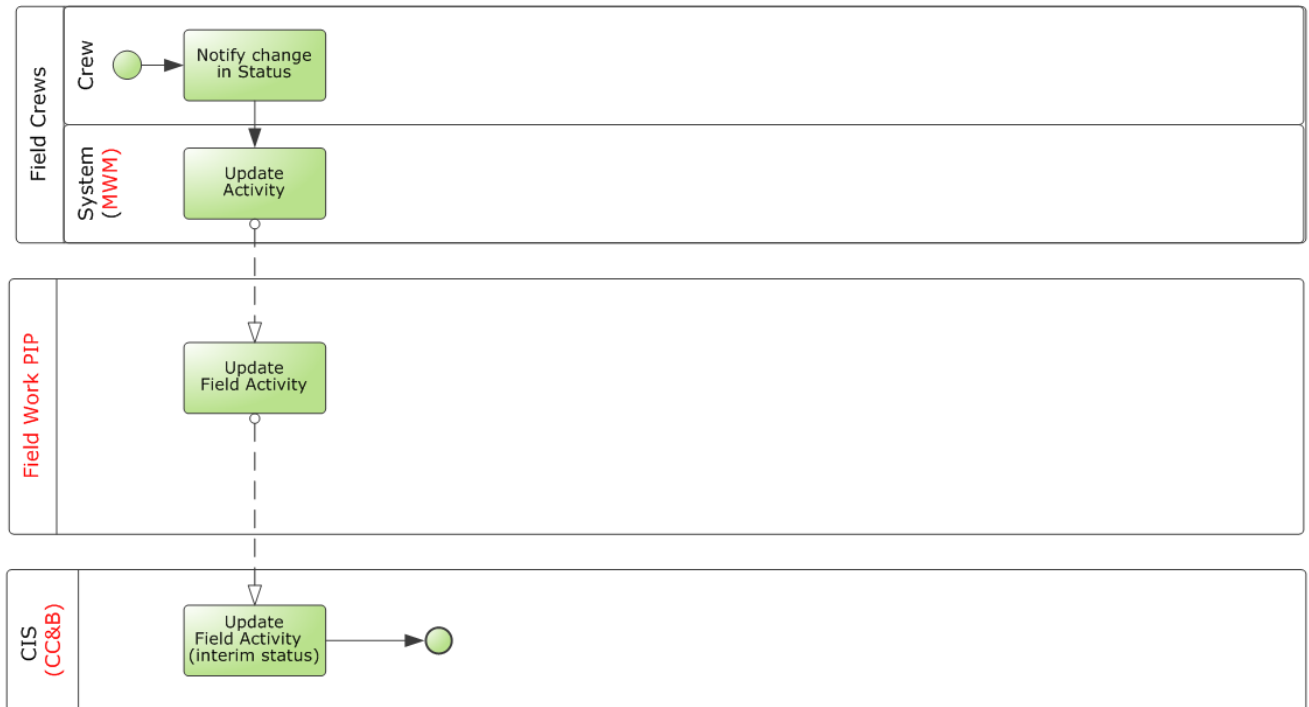 Field Crews
Crew
Notify change
in Status
System
(MWM)
Update
Activity
Field Work PIP
Update
Field Activity
CIS
(CC&B)
Update
Field Activity
(interim status)